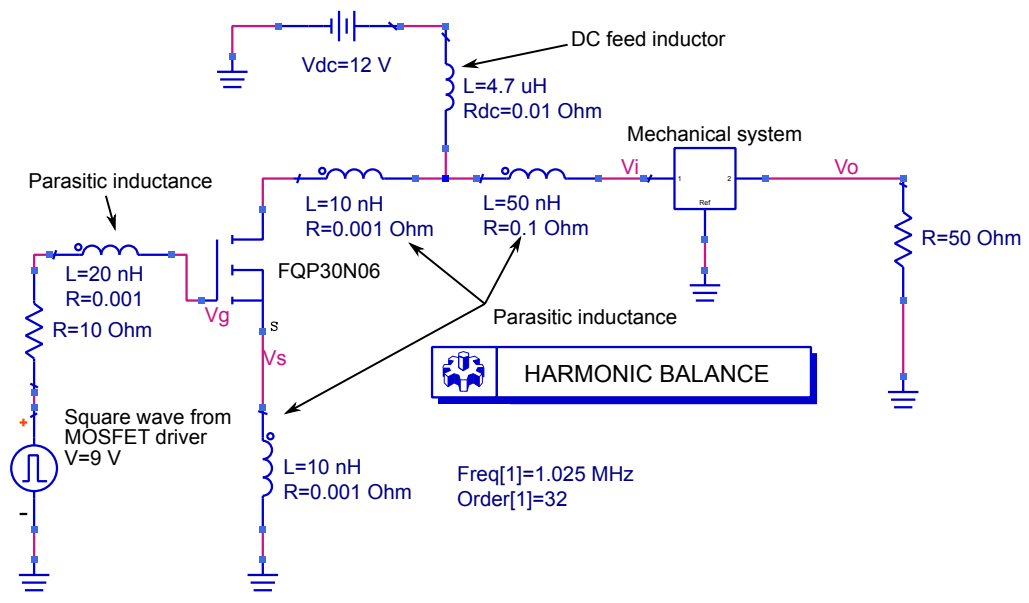 Vdc=12 V
DC feed inductor
L=4.7 uH
Rdc=0.01 Ohm
Mechanical system
Parasitic inductance
L=10 nH
R=0.001 Ohm
L=50 nH
R=0.1 Ohm
Vi
1
2
Ref
Vo
R=50 Ohm
L=20 nH
R=0.001
R=10 Ohm
Vg
FQP30N06
S
Vs
Parasitic inductance
HARMONIC BALANCE
+
Square wave from
MOSFET driver
V=9 V
-
L=10 nH
R=0.001 Ohm
Freq[1]=1.025 MHz
Order[1]=32